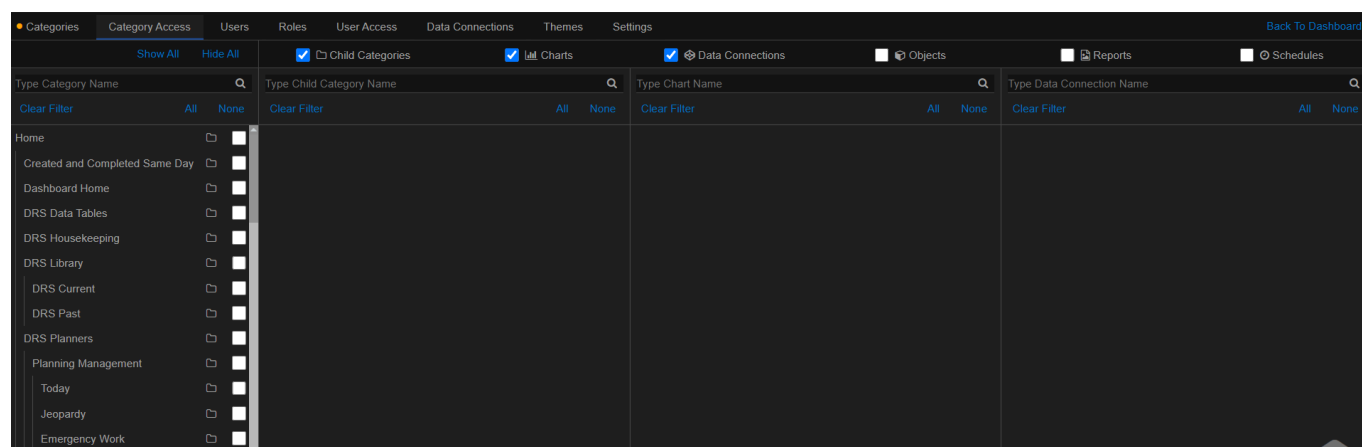 Categories Category Access Users Roles User Access Data Connections Themes Settings Back To Dashboard
Show All Hide All Child Categories Charts Data Connections Objects Reports Schedules
Type Category Name Type Child Category Name Type Chart Name Type Data Connection Name
Clear Filter All None Clear Filter All None Clear Filter All None Clear Filter All None
Home
Created and Completed Same Day
Dashboard Home
DRS Data Tables
DRS Housekeeping
DRS Library
DRS Current
DRS Past
DRS Planners
Planning Management
Today
Jeopardy
Emergency Work